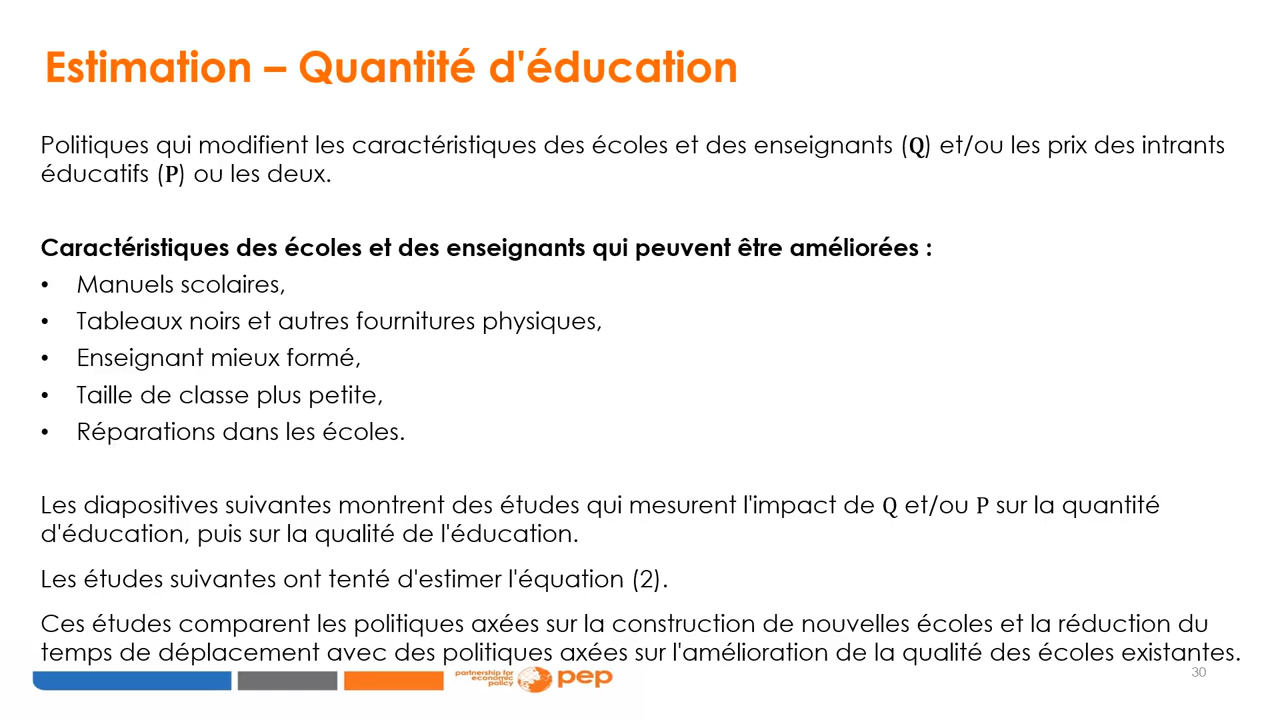 Estimation – Quantité d'éducation
Politiques qui modifient les caractéristiques des écoles et des enseignants (Q) et/ou les prix des intrants
éducatifs (P) ou les deux.
Caractéristiques des écoles et des enseignants qui peuvent être améliorées :
• Manuels scolaires,
• Tableaux noirs et autres fournitures physiques,
• Enseignant mieux formé,
• Taille de classe plus petite,
• Réparations dans les écoles.
Les diapositives suivantes montrent des études qui mesurent l'impact de Q et/ou P sur la quantité
d'éducation, puis sur la qualité de l'éducation.
Les études suivantes ont tenté d'estimer l'équation (2).
Ces études comparent les politiques axées sur la construction de nouvelles écoles et la réduction du
temps de déplacement avec des politiques axées sur l'amélioration de la qualité des écoles existantes.
partnership for
economic
policy
pep
30